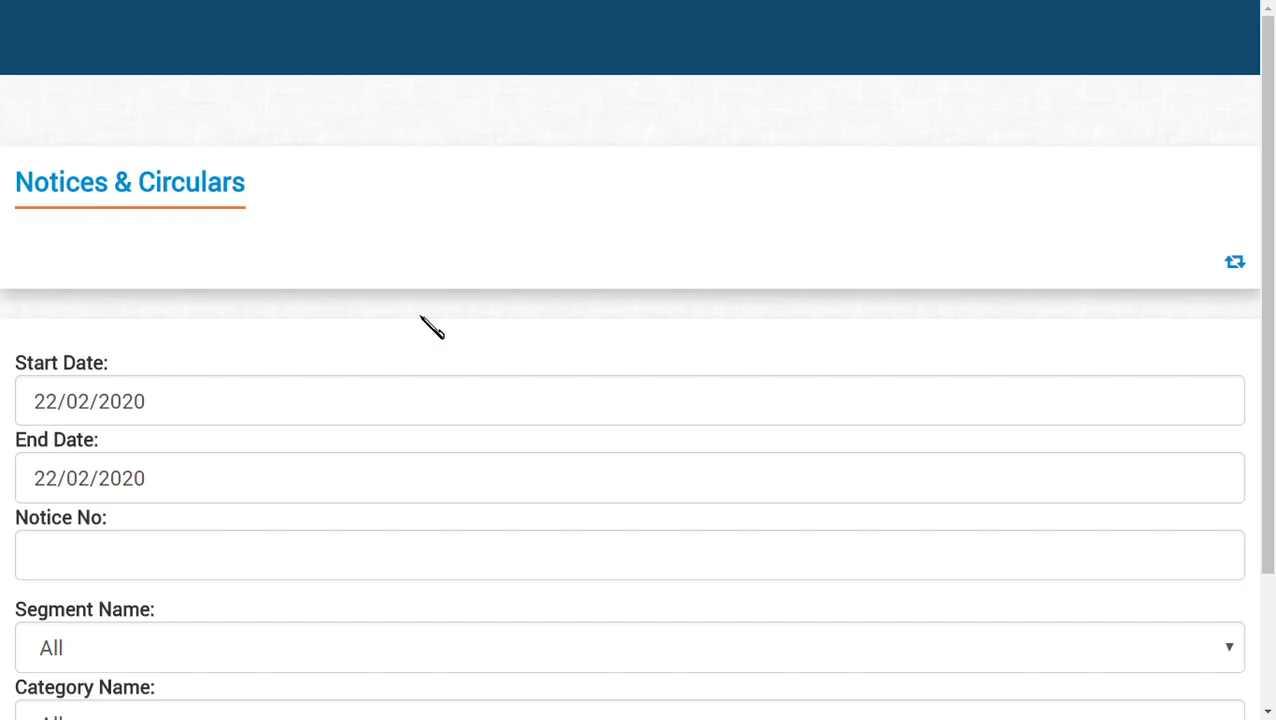 Notices & Circulars
Start Date:
22/02/2020
End Date:
22/02/2020
Notice No:
Segment Name:
All
Category Name:
All